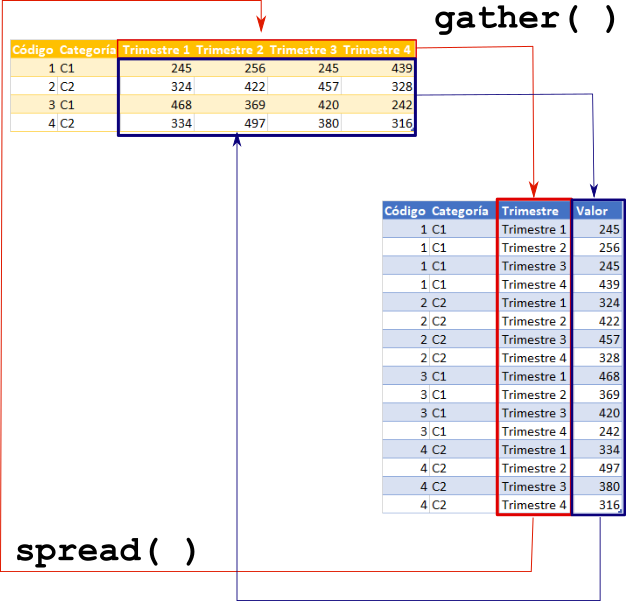 gather( )
Código Categoría Trimestre 1 Trimestre 2 Trimestre 3 Trimestre 4
1 C1 245 256 245 439
2 C2 324 422 457 328
3 C1 468 369 420 242
4 C2 334 497 380 316
Código Categoría Trimestre Valor
1 C1 Trimestre 1 245
1 C1 Trimestre 2 256
1 C1 Trimestre 3 245
1 C1 Trimestre 4 439
2 C2 Trimestre 1 324
2 C2 Trimestre 2 422
2 C2 Trimestre 3 457
2 C2 Trimestre 4 328
3 C1 Trimestre 1 468
3 C1 Trimestre 2 369
3 C1 Trimestre 3 420
3 C1 Trimestre 4 242
4 C2 Trimestre 1 334
4 C2 Trimestre 2 497
4 C2 Trimestre 3 380
4 C2 Trimestre 4 316
spread( )